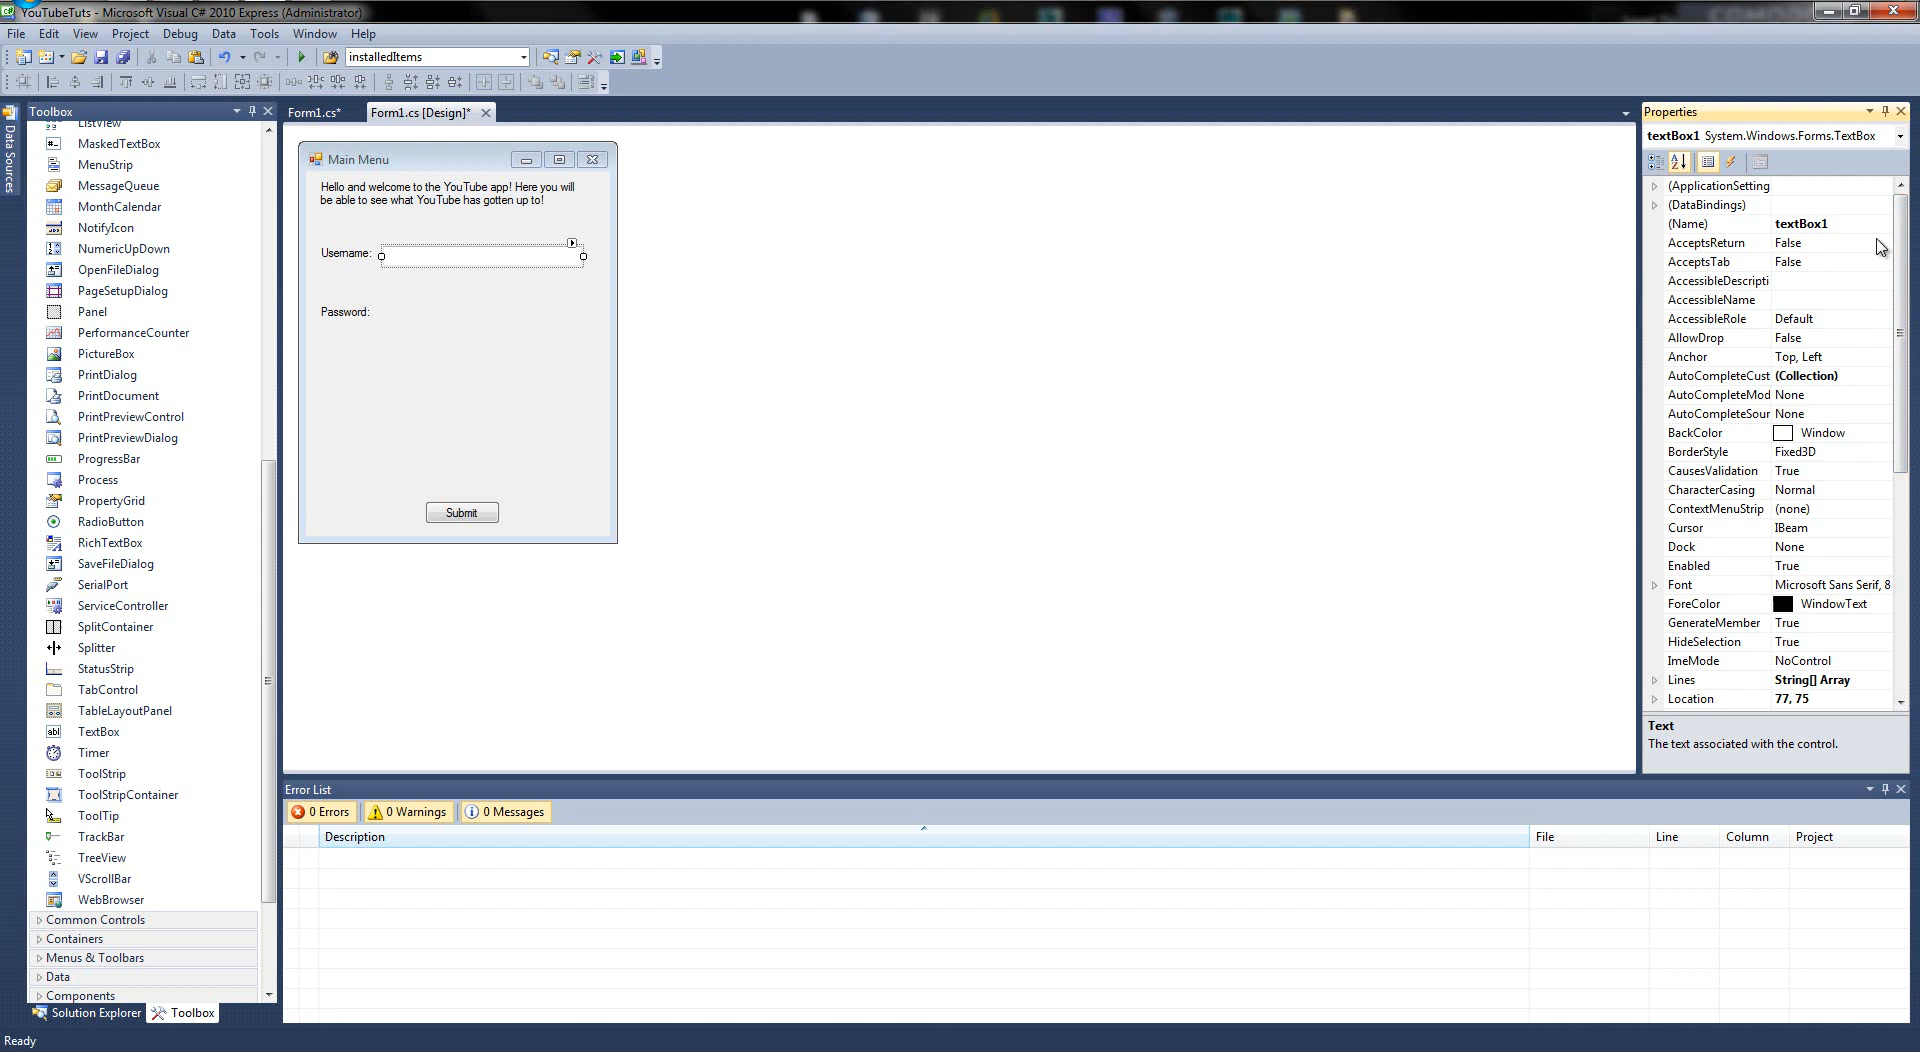 YouTubeTuts - Microsoft Visual C# 2010 Express (Administrator)
File Edit View Project Debug Data Tools Window Help
installedItems
Data Sources
Toolbox
ListView
MaskedTextBox
MenuStrip
MessageQueue
MonthCalendar
NotifyIcon
NumericUpDown
OpenFileDialog
PageSetupDialog
Panel
PerformanceCounter
PictureBox
PrintDialog
PrintDocument
PrintPreviewControl
PrintPreviewDialog
ProgressBar
Process
PropertyGrid
RadioButton
RichTextBox
SaveFileDialog
SerialPort
ServiceController
SplitContainer
Splitter
StatusStrip
TabControl
TableLayoutPanel
TextBox
Timer
ToolStrip
ToolStripContainer
ToolTip
TrackBar
TreeView
VScrollBar
WebBrowser
Common Controls
Containers
Menus & Toolbars
Data
Components
Solution Explorer Toolbox
Form1.cs* Form1.cs [Design]*
Main Menu
Hello and welcome to the YouTube app! Here you will
be able to see what YouTube has gotten up to!
Username:
Password:
Submit
Properties
textBox1 System.Windows.Forms.TextBox
(ApplicationSetting
(DataBindings)
(Name) textBox1
AcceptsReturn False
AcceptsTab False
AccessibleDescripti
AccessibleName
AccessibleRole Default
AllowDrop False
Anchor Top, Left
AutoCompleteCust (Collection)
AutoCompleteMod None
AutoCompleteSour None
BackColor Window
BorderStyle Fixed3D
CausesValidation True
CharacterCasing Normal
ContextMenuStrip (none)
Cursor IBeam
Dock None
Enabled True
Font Microsoft Sans Serif, 8
ForeColor WindowText
GenerateMember True
HideSelection True
ImeMode NoControl
Lines String[] Array
Location 77, 75
Text
The text associated with the control.
Error List
0 Errors 0 Warnings 0 Messages
Description File Line Column Project
Ready